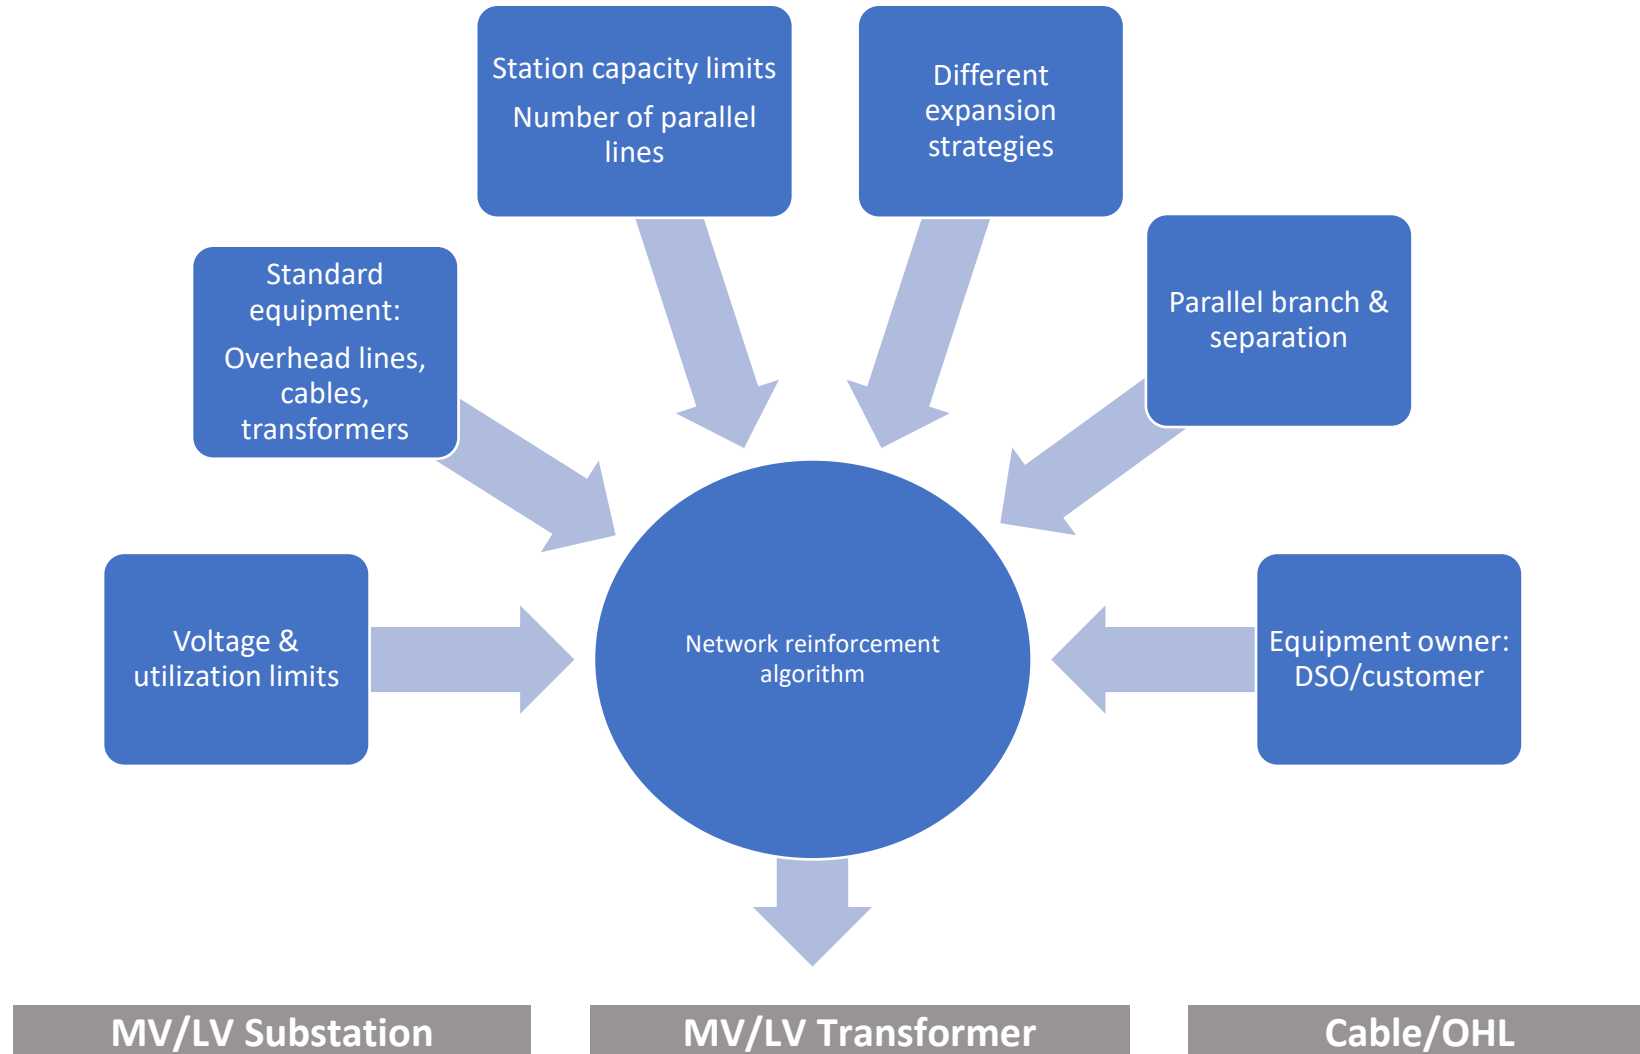 Station capacity limits
Number of parallel
lines
Different
expansion
strategies
Standard
equipment:
Overhead lines,
cables,
transformers
Parallel branch &
separation
Voltage &
utilization limits
Network reinforcement
algorithm
Equipment owner:
DSO/customer
MV/LV Substation
MV/LV Transformer
Cable/OHL